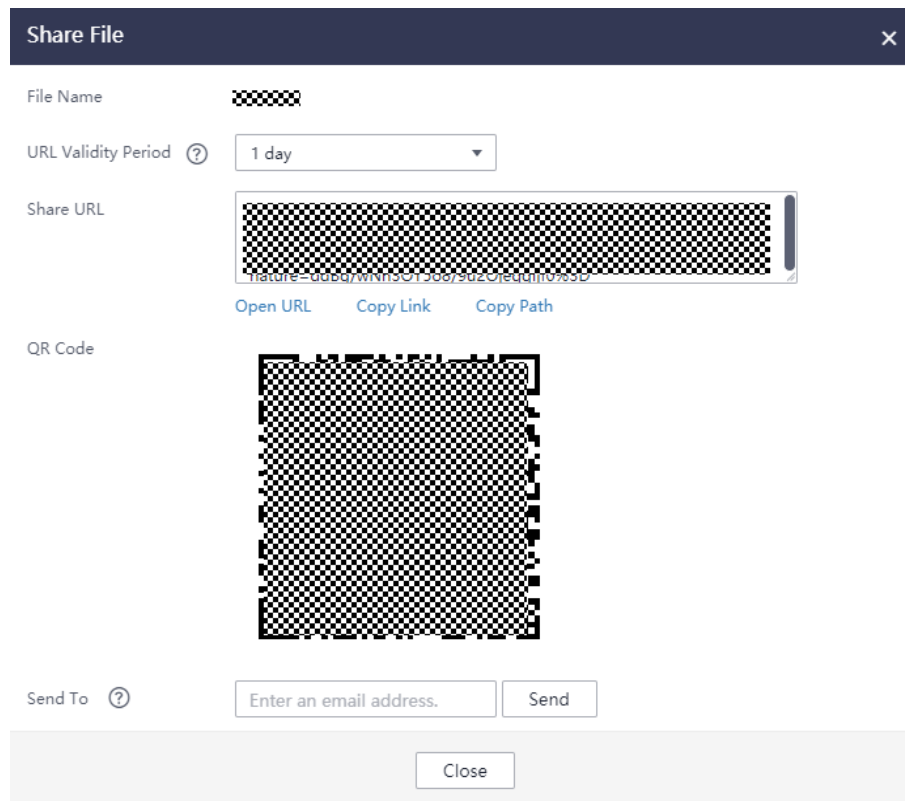 Share File
File Name
URL Validity Period ? 1 day
Share URL
Open URL Copy Link Copy Path
QR Code
Send To ? Enter an email address. Send
Close